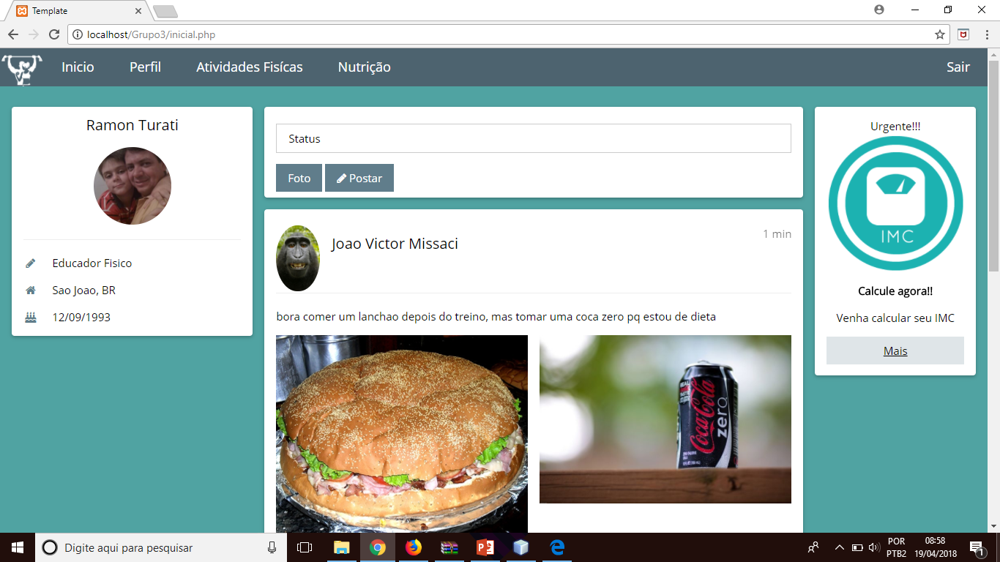 Template
localhost/Grupo3/inicial.php
Inicio Perfil Atividades Fisícas Nutrição Sair
Ramon Turati
Educador Fisico
Sao Joao, BR
12/09/1993
Status
Foto Postar
Joao Victor Missaci
1 min
bora comer um lanchao depois do treino, mas tomar uma coca zero pq estou de dieta
REAL
TASTE
Coca-Cola
zero
Urgente!!!
IMC
Calcule agora!!
Venha calcular seu IMC
Mais
Digite aqui para pesquisar
POR
PTB2
08:58
19/04/2018
1